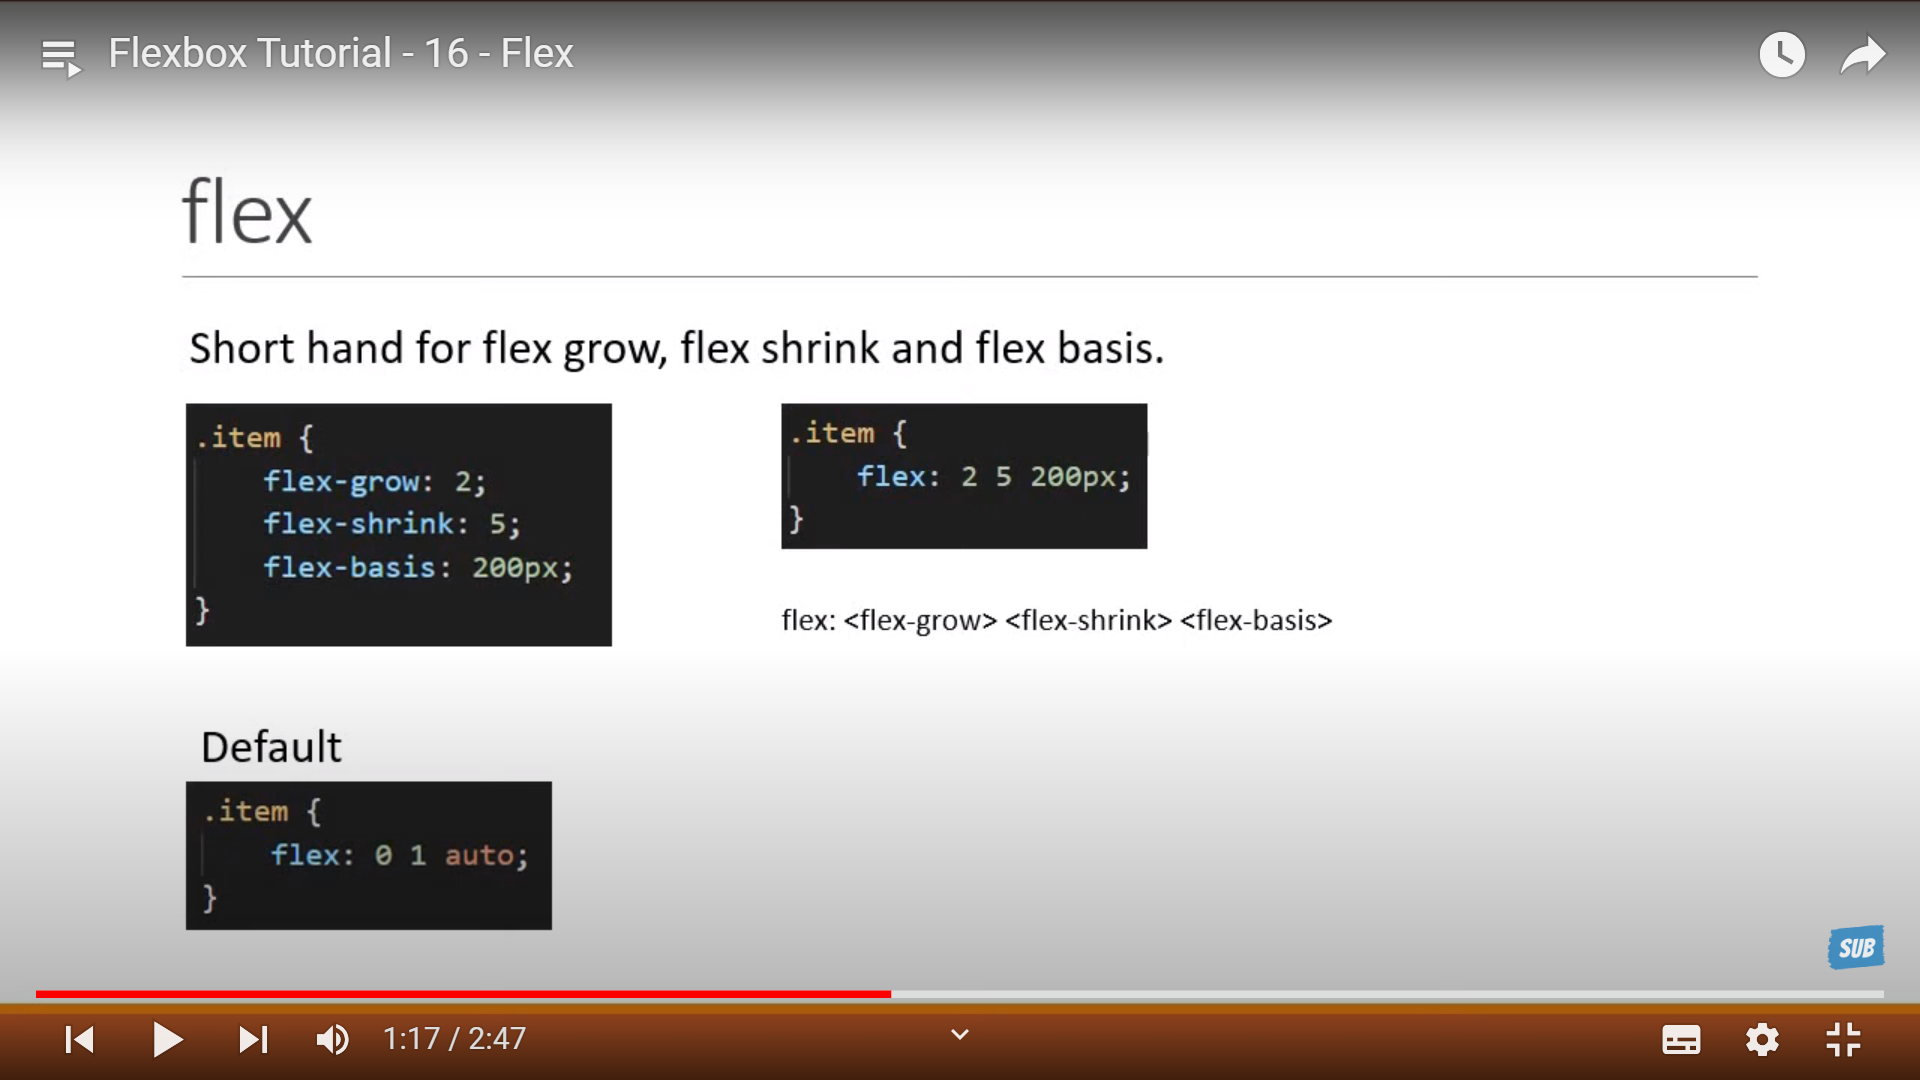 Flexbox Tutorial - 16 - Flex
flex
Short hand for flex grow, flex shrink and flex basis.
.item {
flex-grow: 2;
flex-shrink: 5;
flex-basis: 200px;
}
.item {
flex: 2 5 200px;
}
flex: <flex-grow> <flex-shrink> <flex-basis>
Default
.item {
flex: 0 1 auto;
}
SUB
1:17 / 2:47